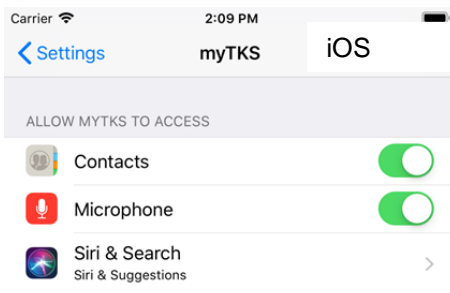 Carrier 2:09 PM
Settings myTKS iOS
ALLOW MYTKS TO ACCESS
Contacts
Microphone
Siri & Search
Siri & Suggestions